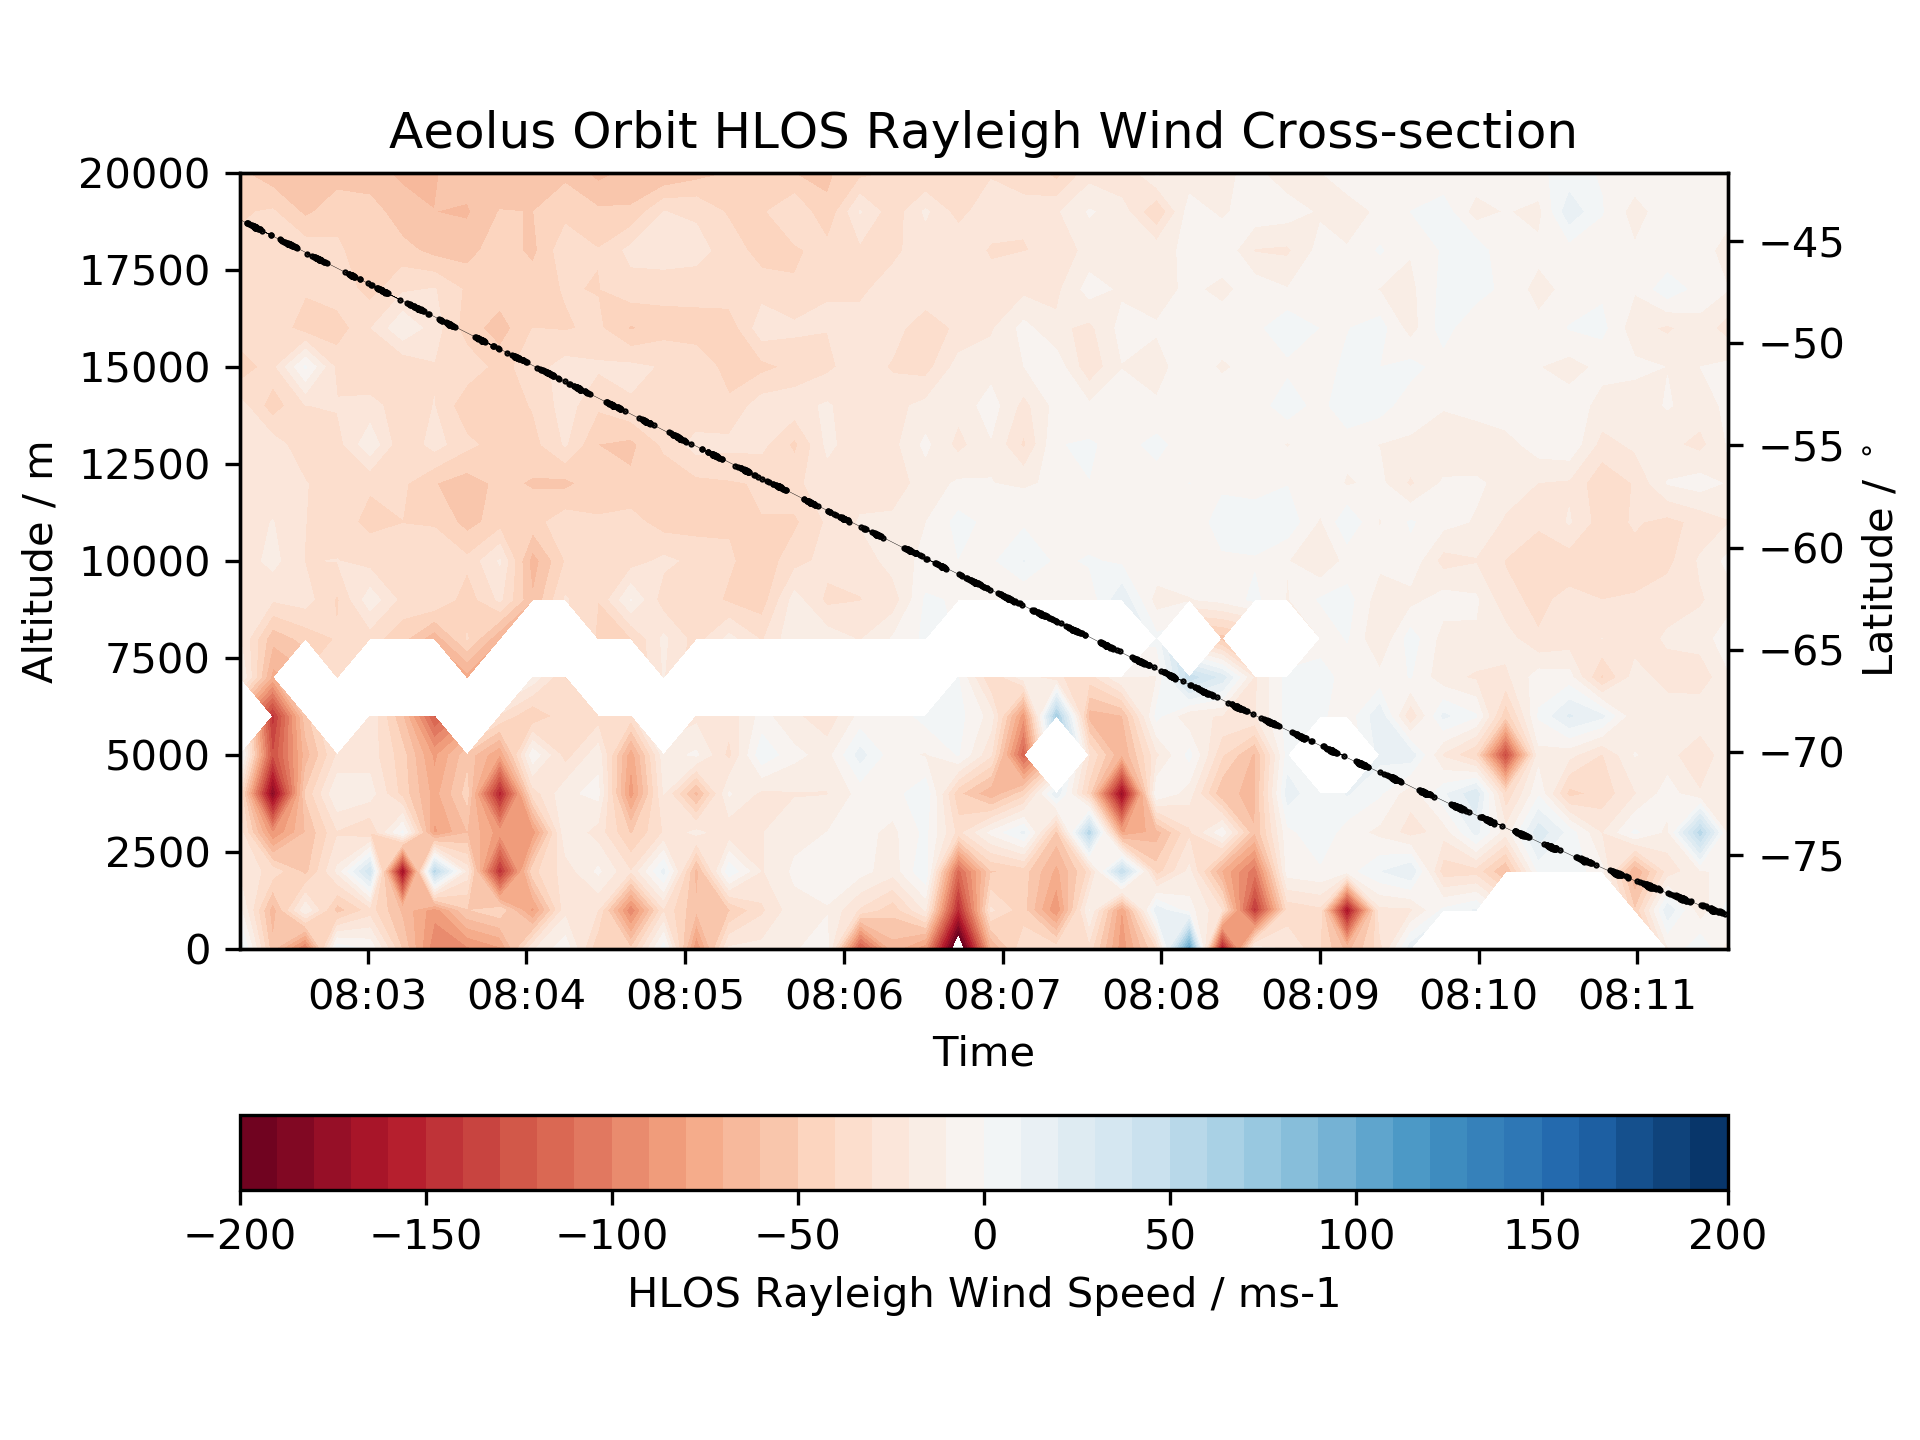 Aeolus Orbit HLOS Rayleigh Wind Cross-section
20000
17500
15000
12500
10000
7500
5000
2500
0
Altitude / m
−45
−50
−55
−60
−65
−70
−75
Latitude / °
08:03 08:04 08:05 08:06 08:07 08:08 08:09 08:10 08:11
Time
−200 −150 −100 −50 0 50 100 150 200
HLOS Rayleigh Wind Speed / ms-1